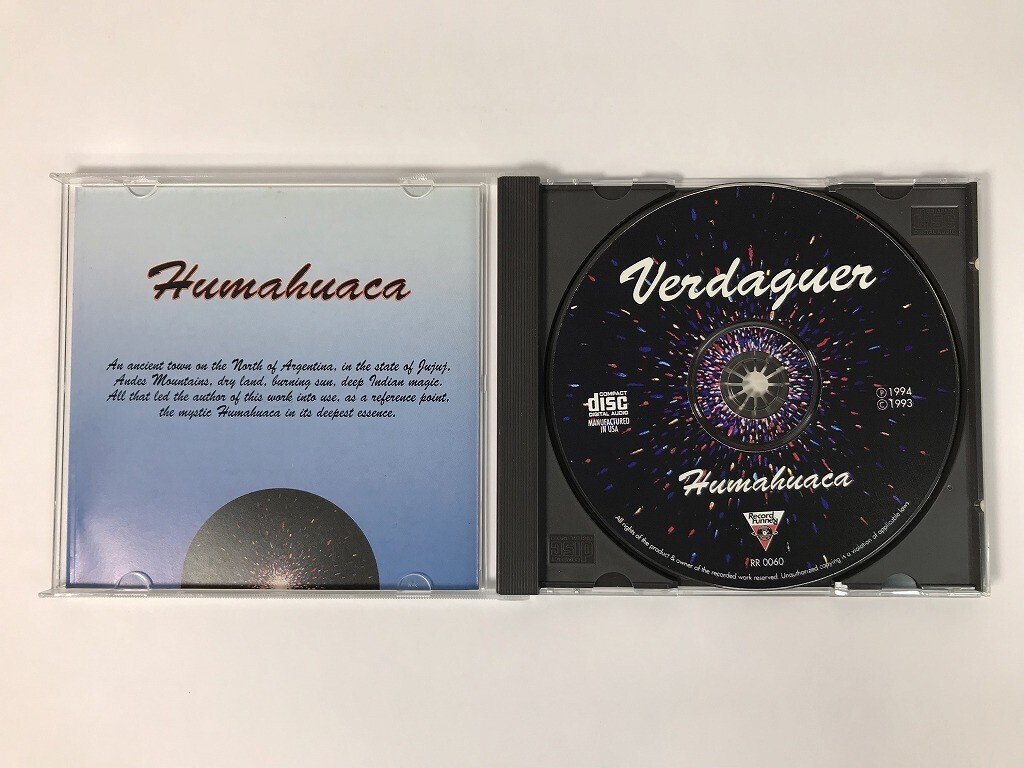 Humahuaca
An ancient town on the North of Argentina, in the state of Jujuj.
Andes Mountains, dry land, burning sun, deep Indian magic.
All that led the author of this work into use, as a reference point,
the mystic Humahuaca in its deepest essence.
Verdaguer
COMPACT
disc
DIGITAL AUDIO
MANUFACTURED
IN USA
℗ 1994
© 1993
Humahuaca
Record
Runner
RR 0060
All rights of the product & owner of the recorded work reserved. Unauthorized copying is a violation of applicable laws